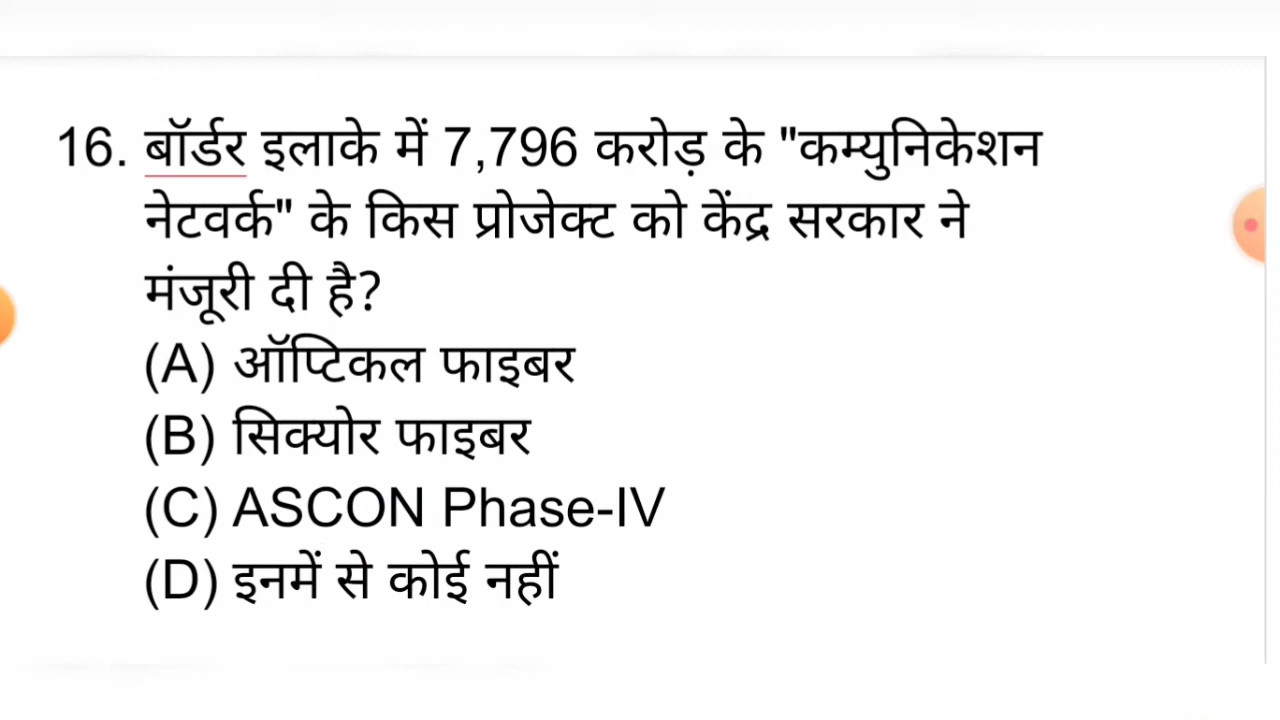 16. बॉर्डर इलाके में 7,796 करोड़ के "कम्युनिकेशन
नेटवर्क" के किस प्रोजेक्ट को केंद्र सरकार ने
मंजूरी दी है?
(A) ऑप्टिकल फाइबर
(B) सिक्योर फाइबर
(C) ASCON Phase-IV
(D) इनमें से कोई नहीं